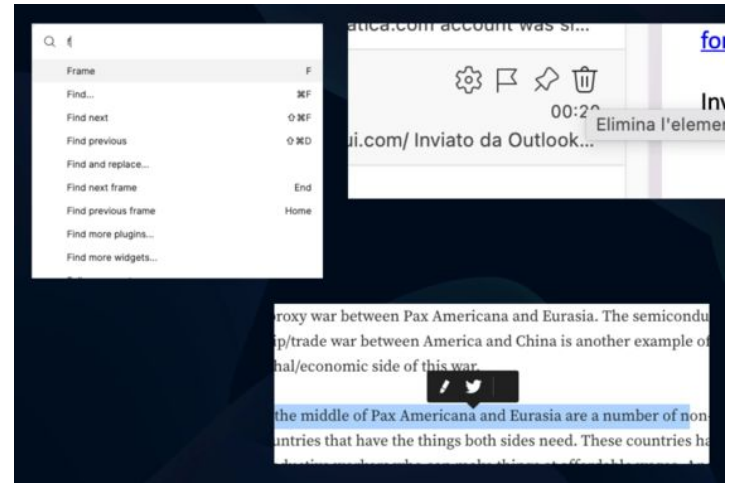 f
Frame F
Find... ⌘F
Find next ⇧⌘F
Find previous ⇧⌘D
Find and replace...
Find next frame End
Find previous frame Home
Find more plugins...
Find more widgets...
atica.com account was si...
00:20
Elimina l'elemen
ui.com/ Inviato da Outlook...
for
Inv
roxy war between Pax Americana and Eurasia. The semicondu
ip/trade war between America and China is another example of
hal/economic side of this war.
the middle of Pax Americana and Eurasia are a number of non-
untries that have the things both sides need. These countries ha